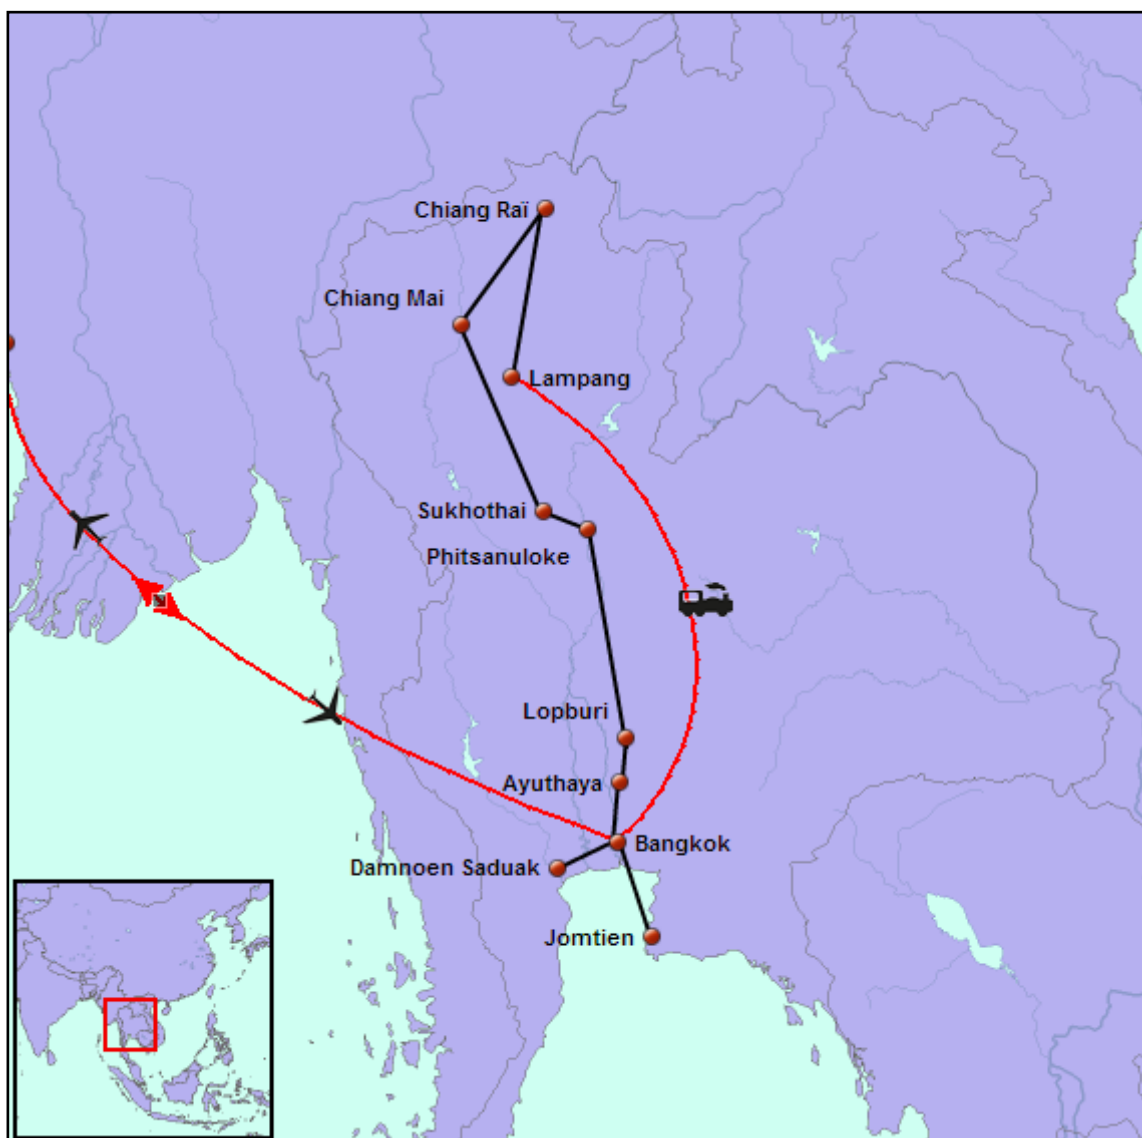 Chiang Raï
Chiang Mai
Lampang
Sukhothai
Phitsanuloke
Lopburi
Ayuthaya
Bangkok
Damnoen Saduak
Jomtien